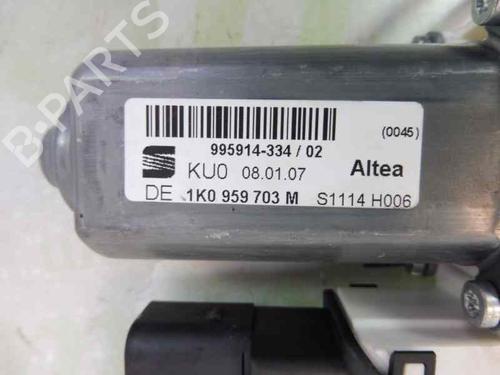 B-PARTS
995914-334 / 02
(0045)
KU0 08.01.07
Altea
DE 1K0 959 703 M
S1114 H006